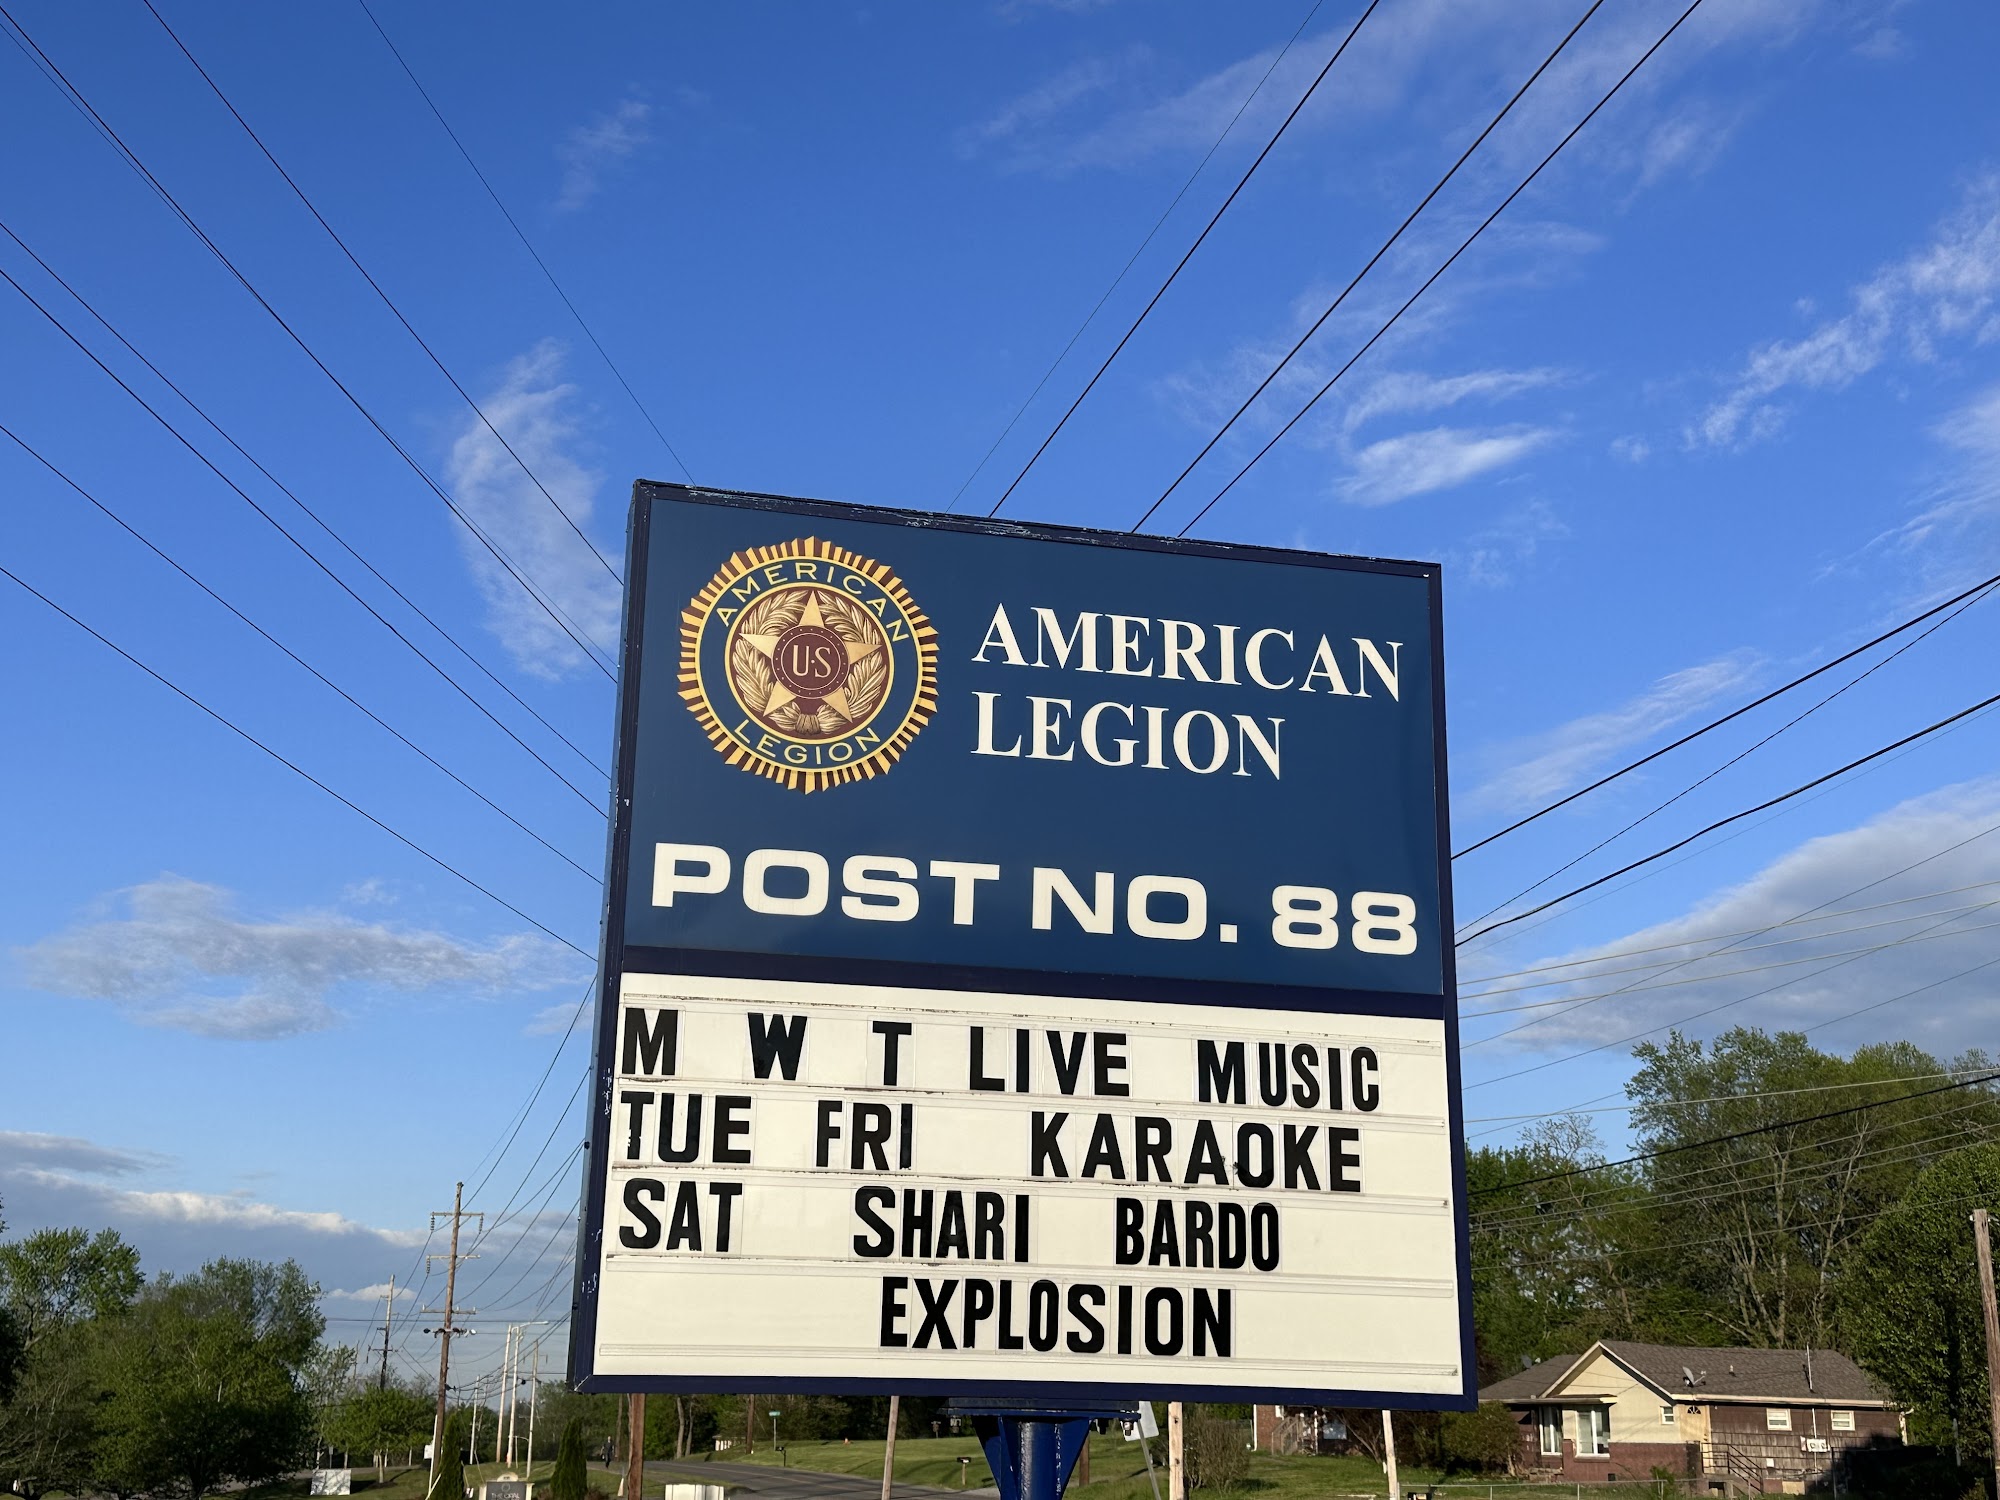 AMERICAN
U·S
LEGION
AMERICAN
LEGION
POST NO. 88
M W T LIVE MUSIC
TUE FRI KARAOKE
SAT SHARI BARDO
EXPLOSION